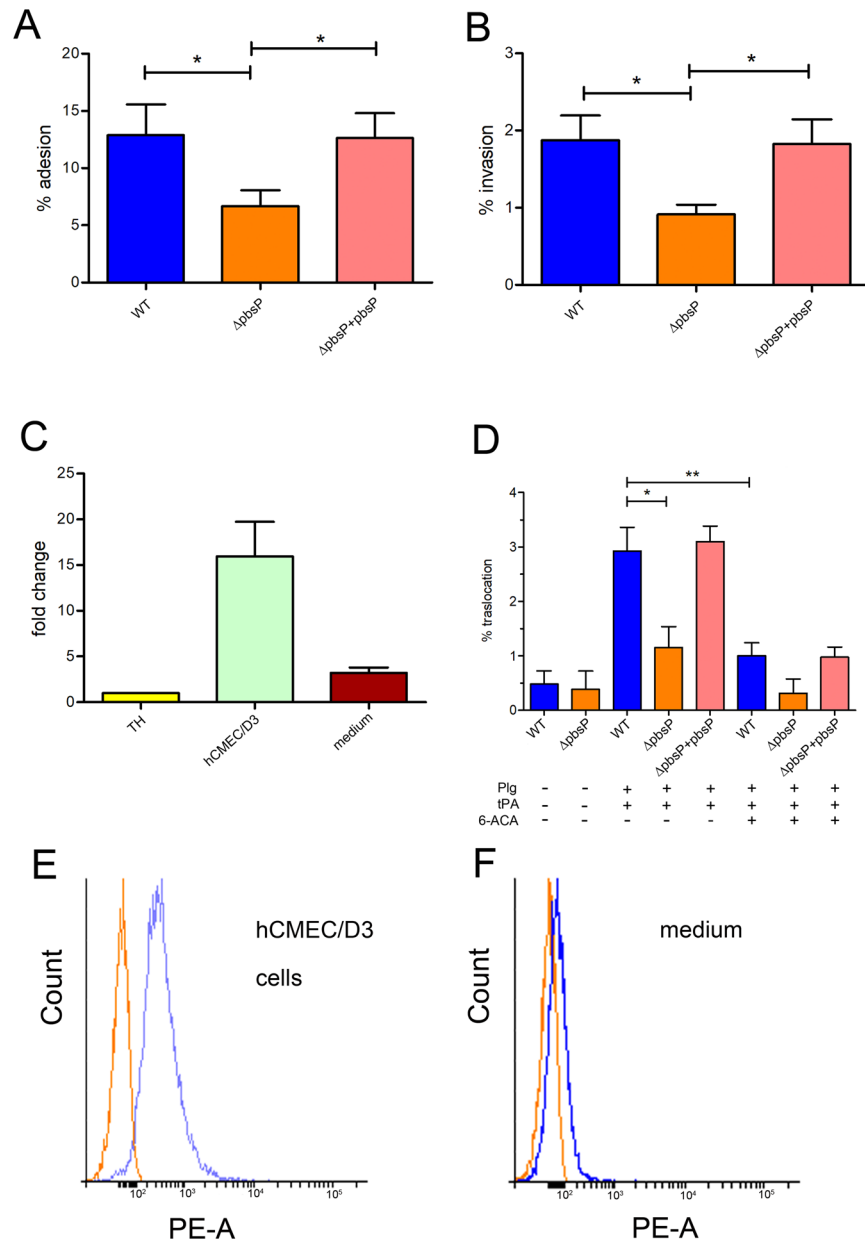 A
B
20
15
10
5
0
% adesion
*
*
WT
ΔpbsP
ΔpbsP+pbsP
3
2
1
0
% invasion
*
*
WT
ΔpbsP
ΔpbsP+pbsP
C
D
25
20
15
10
5
0
fold change
TH
hCMEC/D3
medium
**
*
4
3
2
1
0
% traslocation
WT
ΔpbsP
WT
ΔpbsP
ΔpbsP+pbsP
WT
ΔpbsP
ΔpbsP+pbsP
Plg - - + + + + + +
tPA - - + + + + + +
6-ACA - - - - - + + +
E
F
hCMEC/D3
cells
Count
10² 10³ 10⁴ 10⁵
PE-A
medium
Count
10² 10³ 10⁴ 10⁵
PE-A